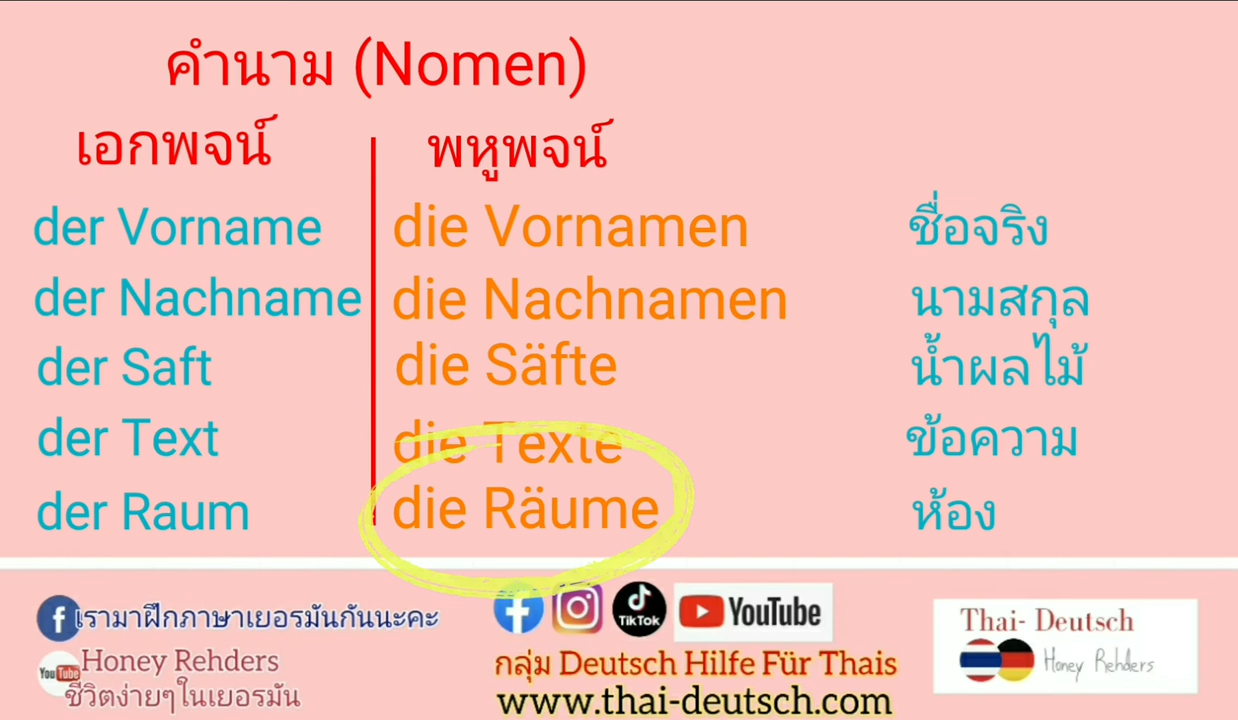 คำนาม (Nomen)
เอกพจน์ พหูพจน์
der Vorname die Vornamen ชื่อจริง
der Nachname die Nachnamen นามสกุล
der Saft die Säfte น้ำผลไม้
der Text die Texte ข้อความ
der Raum die Räume ห้อง
f เรามาฝึกภาษาเยอรมันกันนะคะ
YouTube Honey Rehders
ชีวิตง่ายๆในเยอรมัน
f TikTok YouTube
กลุ่ม Deutsch Hilfe Für Thais
www.thai-deutsch.com
Thai- Deutsch
Honey Rehders